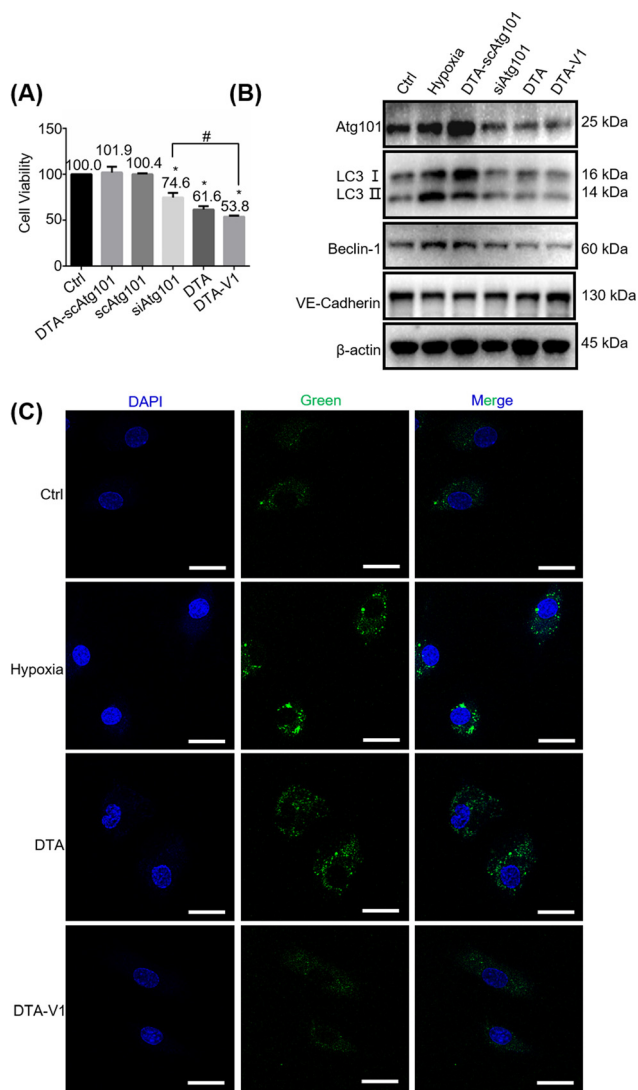 (A)
Cell Viability
150
100
50
0
100.0
101.9
100.4
*
74.6
*
61.6
*
53.8
#
Ctrl
DTA-scAtg101
scAtg101
siAtg101
DTA
DTA-V1
(B)
Ctrl
Hypoxia
DTA-scAtg101
siAtg101
DTA
DTA-V1
Atg101 25 kDa
LC3 I 16 kDa
LC3 II 14 kDa
Beclin-1 60 kDa
VE-Cadherin 130 kDa
β-actin 45 kDa
(C)
DAPI Green Merge
Ctrl
Hypoxia
DTA
DTA-V1